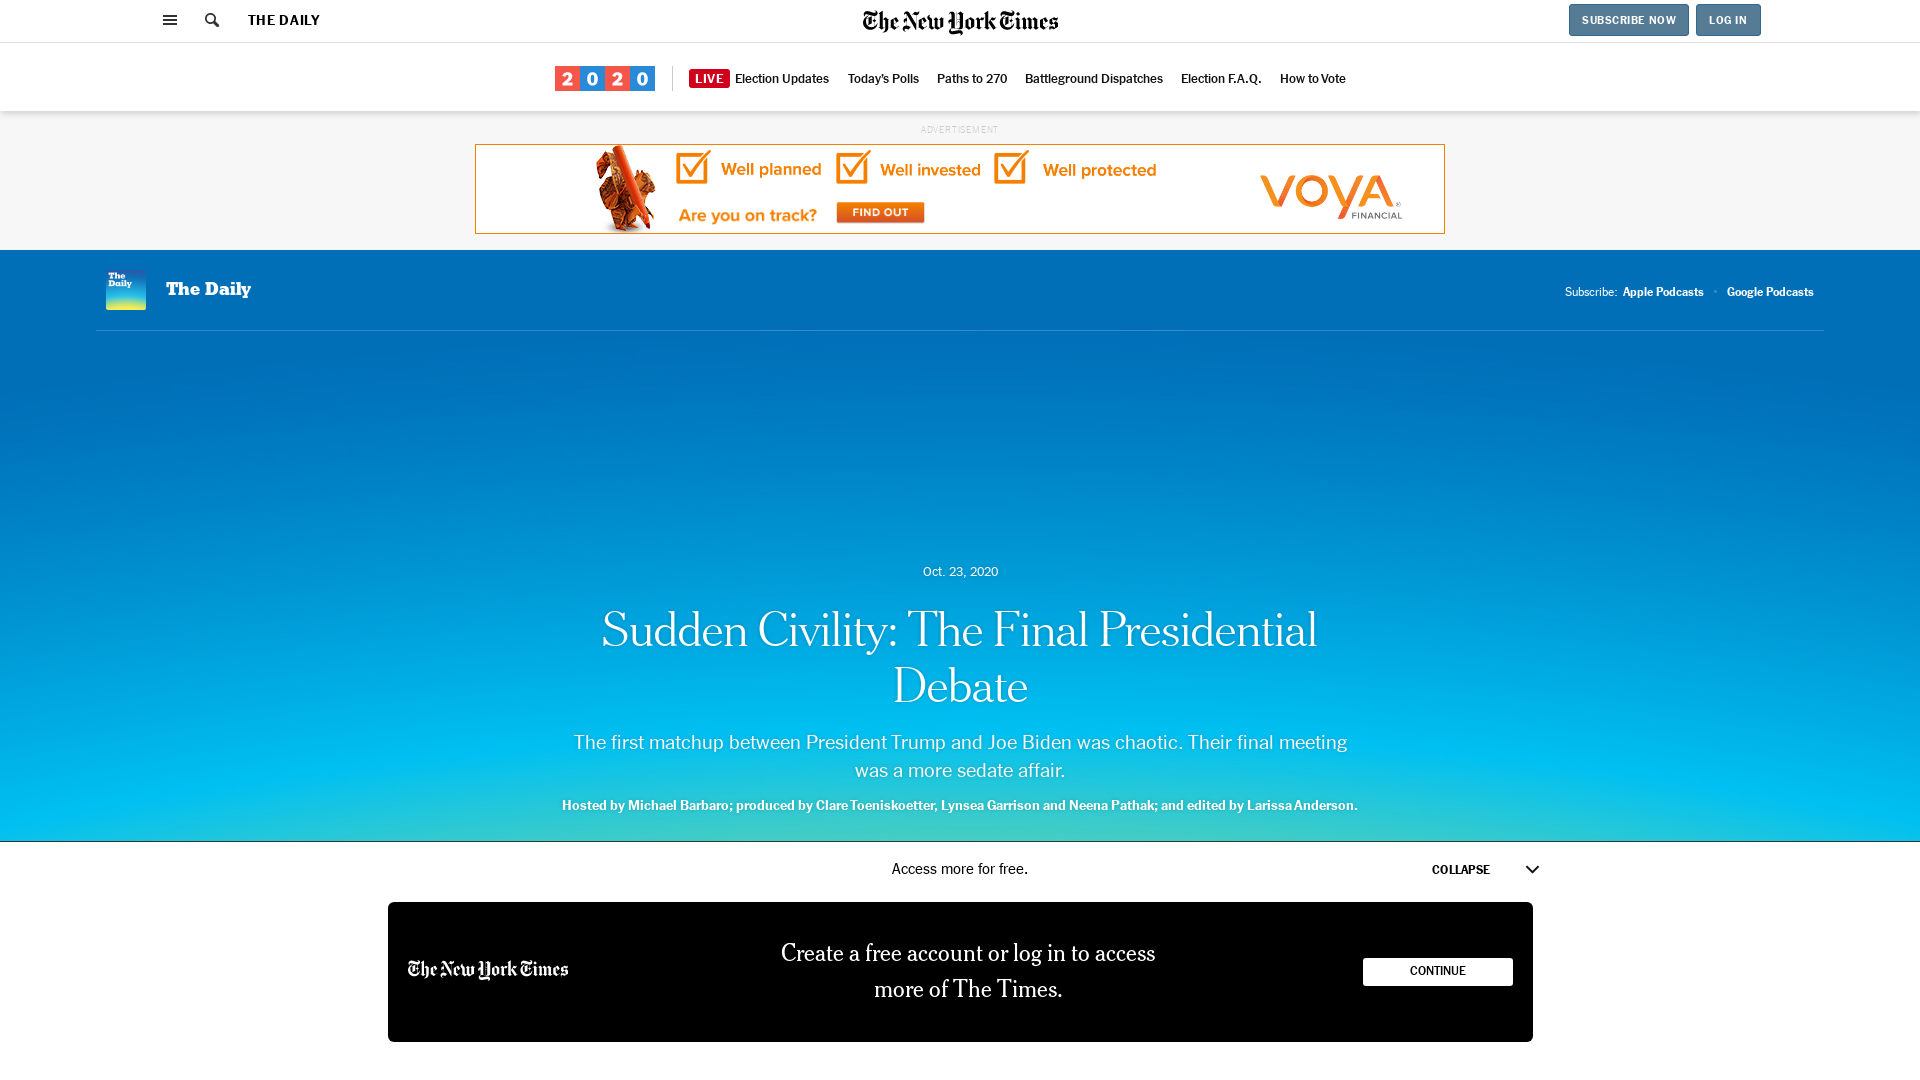 THE DAILY
The New York Times
SUBSCRIBE NOW
LOG IN
2020
LIVE Election Updates
Today's Polls
Paths to 270
Battleground Dispatches
Election F.A.Q.
How to Vote
ADVERTISEMENT
Well planned
Well invested
Well protected
Are you on track?
FIND OUT
VOYA®
FINANCIAL
The
Daily
The Daily
Subscribe: Apple Podcasts • Google Podcasts
Oct. 23, 2020
Sudden Civility: The Final Presidential
Debate
The first matchup between President Trump and Joe Biden was chaotic. Their final meeting
was a more sedate affair.
Hosted by Michael Barbaro; produced by Clare Toeniskoetter, Lynsea Garrison and Neena Pathak; and edited by Larissa Anderson.
Access more for free.
COLLAPSE
The New York Times
Create a free account or log in to access
more of The Times.
CONTINUE